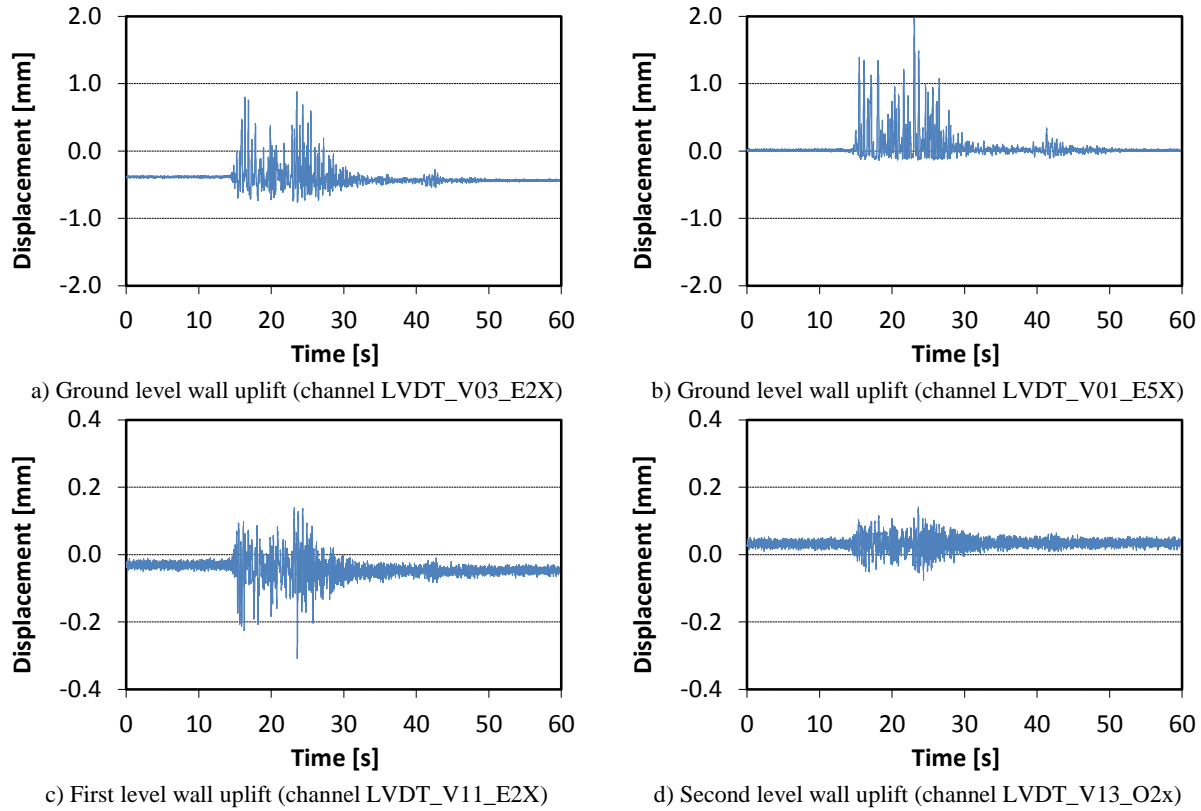 2.0
1.0
0.0
-1.0
-2.0
Displacement [mm]
0 10 20 30 40 50 60
Time [s]
a) Ground level wall uplift (channel LVDT_V03_E2X)
2.0
1.0
0.0
-1.0
-2.0
Displacement [mm]
0 10 20 30 40 50 60
Time [s]
b) Ground level wall uplift (channel LVDT_V01_E5X)
0.4
0.2
0.0
-0.2
-0.4
Displacement [mm]
0 10 20 30 40 50 60
Time [s]
c) First level wall uplift (channel LVDT_V11_E2X)
0.4
0.2
0.0
-0.2
-0.4
Displacement [mm]
0 10 20 30 40 50 60
Time [s]
d) Second level wall uplift (channel LVDT_V13_O2x)